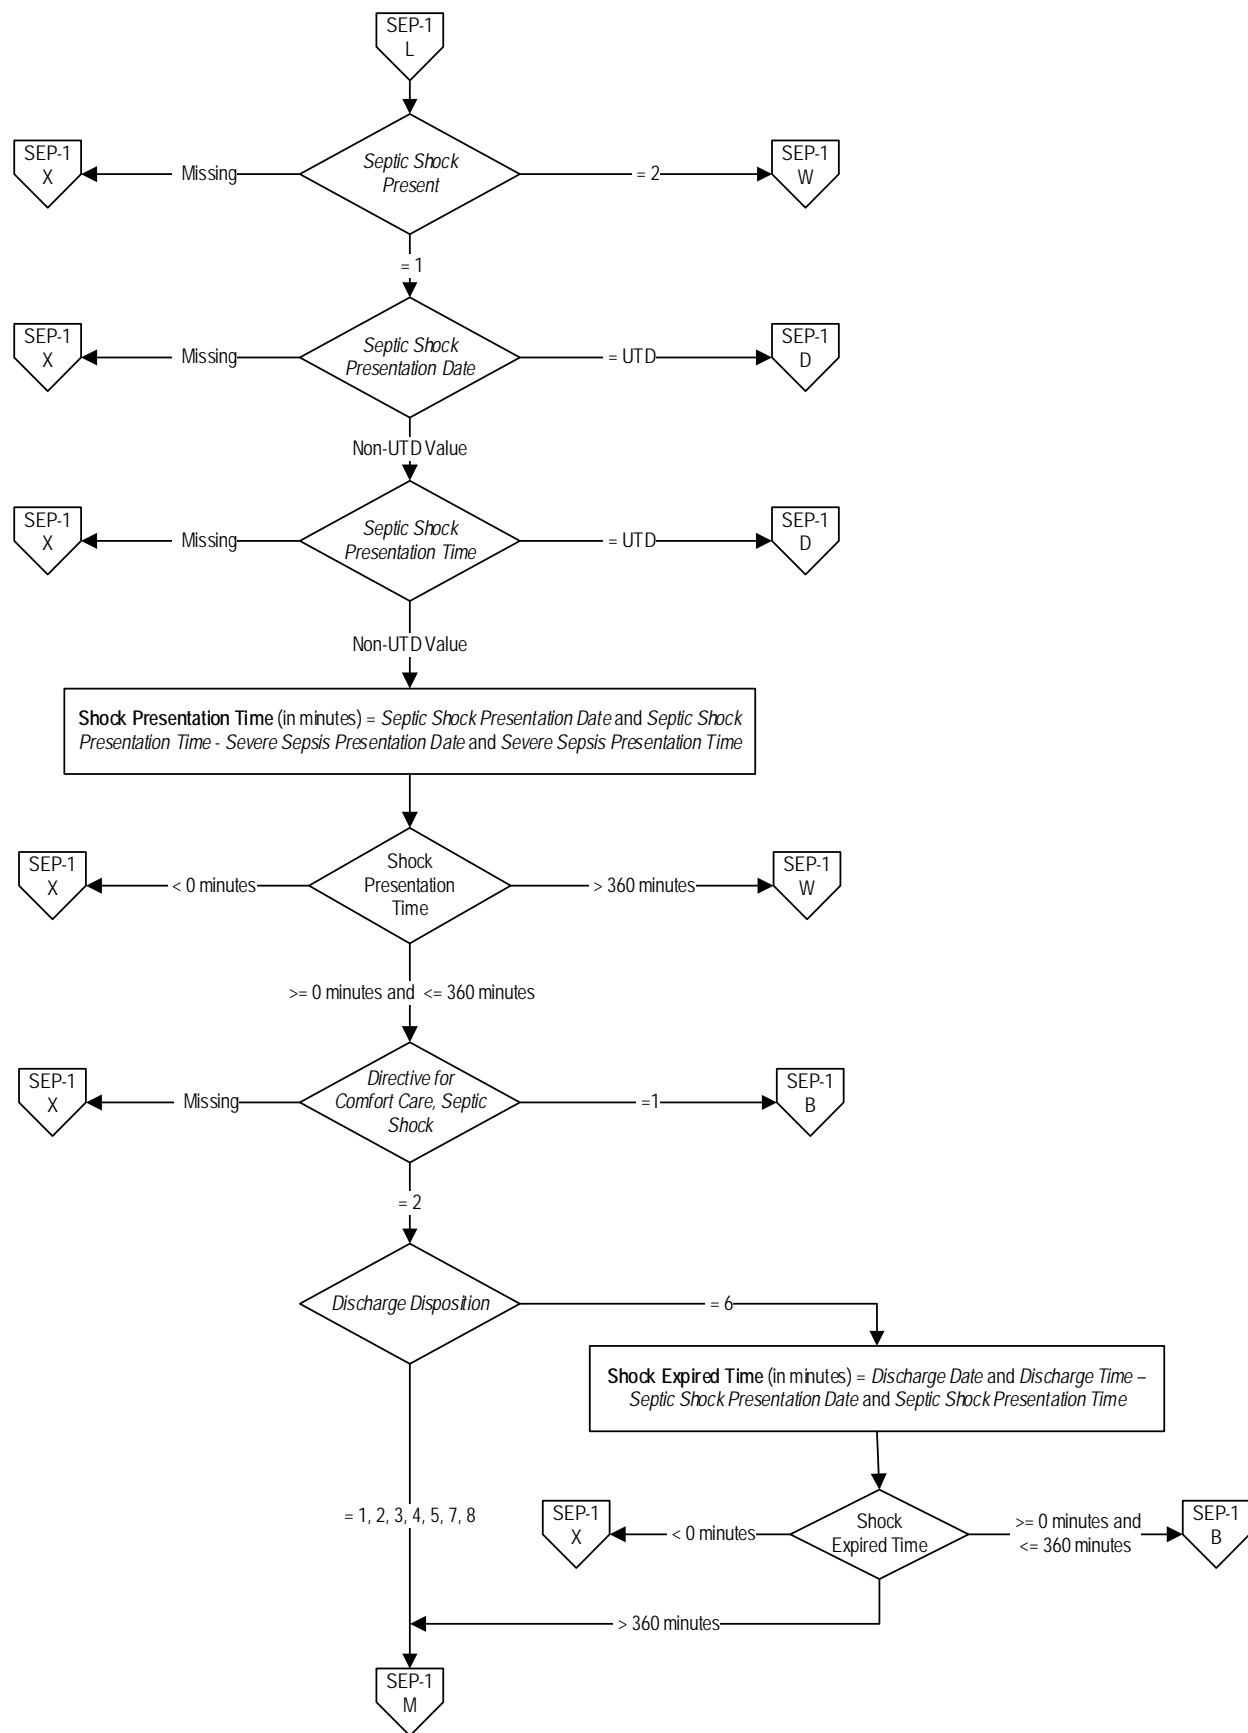 SEP-1
L
Septic Shock
Present
SEP-1
X
Missing
= 2
SEP-1
W
= 1
Septic Shock
Presentation Date
SEP-1
X
Missing
= UTD
SEP-1
D
Non-UTD Value
Septic Shock
Presentation Time
SEP-1
X
Missing
= UTD
SEP-1
D
Non-UTD Value
Shock Presentation Time (in minutes) = Septic Shock Presentation Date and Septic Shock
Presentation Time - Severe Sepsis Presentation Date and Severe Sepsis Presentation Time
Shock
Presentation
Time
SEP-1
X
< 0 minutes
> 360 minutes
SEP-1
W
>= 0 minutes and <= 360 minutes
Directive for
Comfort Care, Septic
Shock
SEP-1
X
Missing
=1
SEP-1
B
= 2
Discharge Disposition
= 6
Shock Expired Time (in minutes) = Discharge Date and Discharge Time –
Septic Shock Presentation Date and Septic Shock Presentation Time
= 1, 2, 3, 4, 5, 7, 8
SEP-1
X
< 0 minutes
Shock
Expired Time
>= 0 minutes and
<= 360 minutes
SEP-1
B
> 360 minutes
SEP-1
M